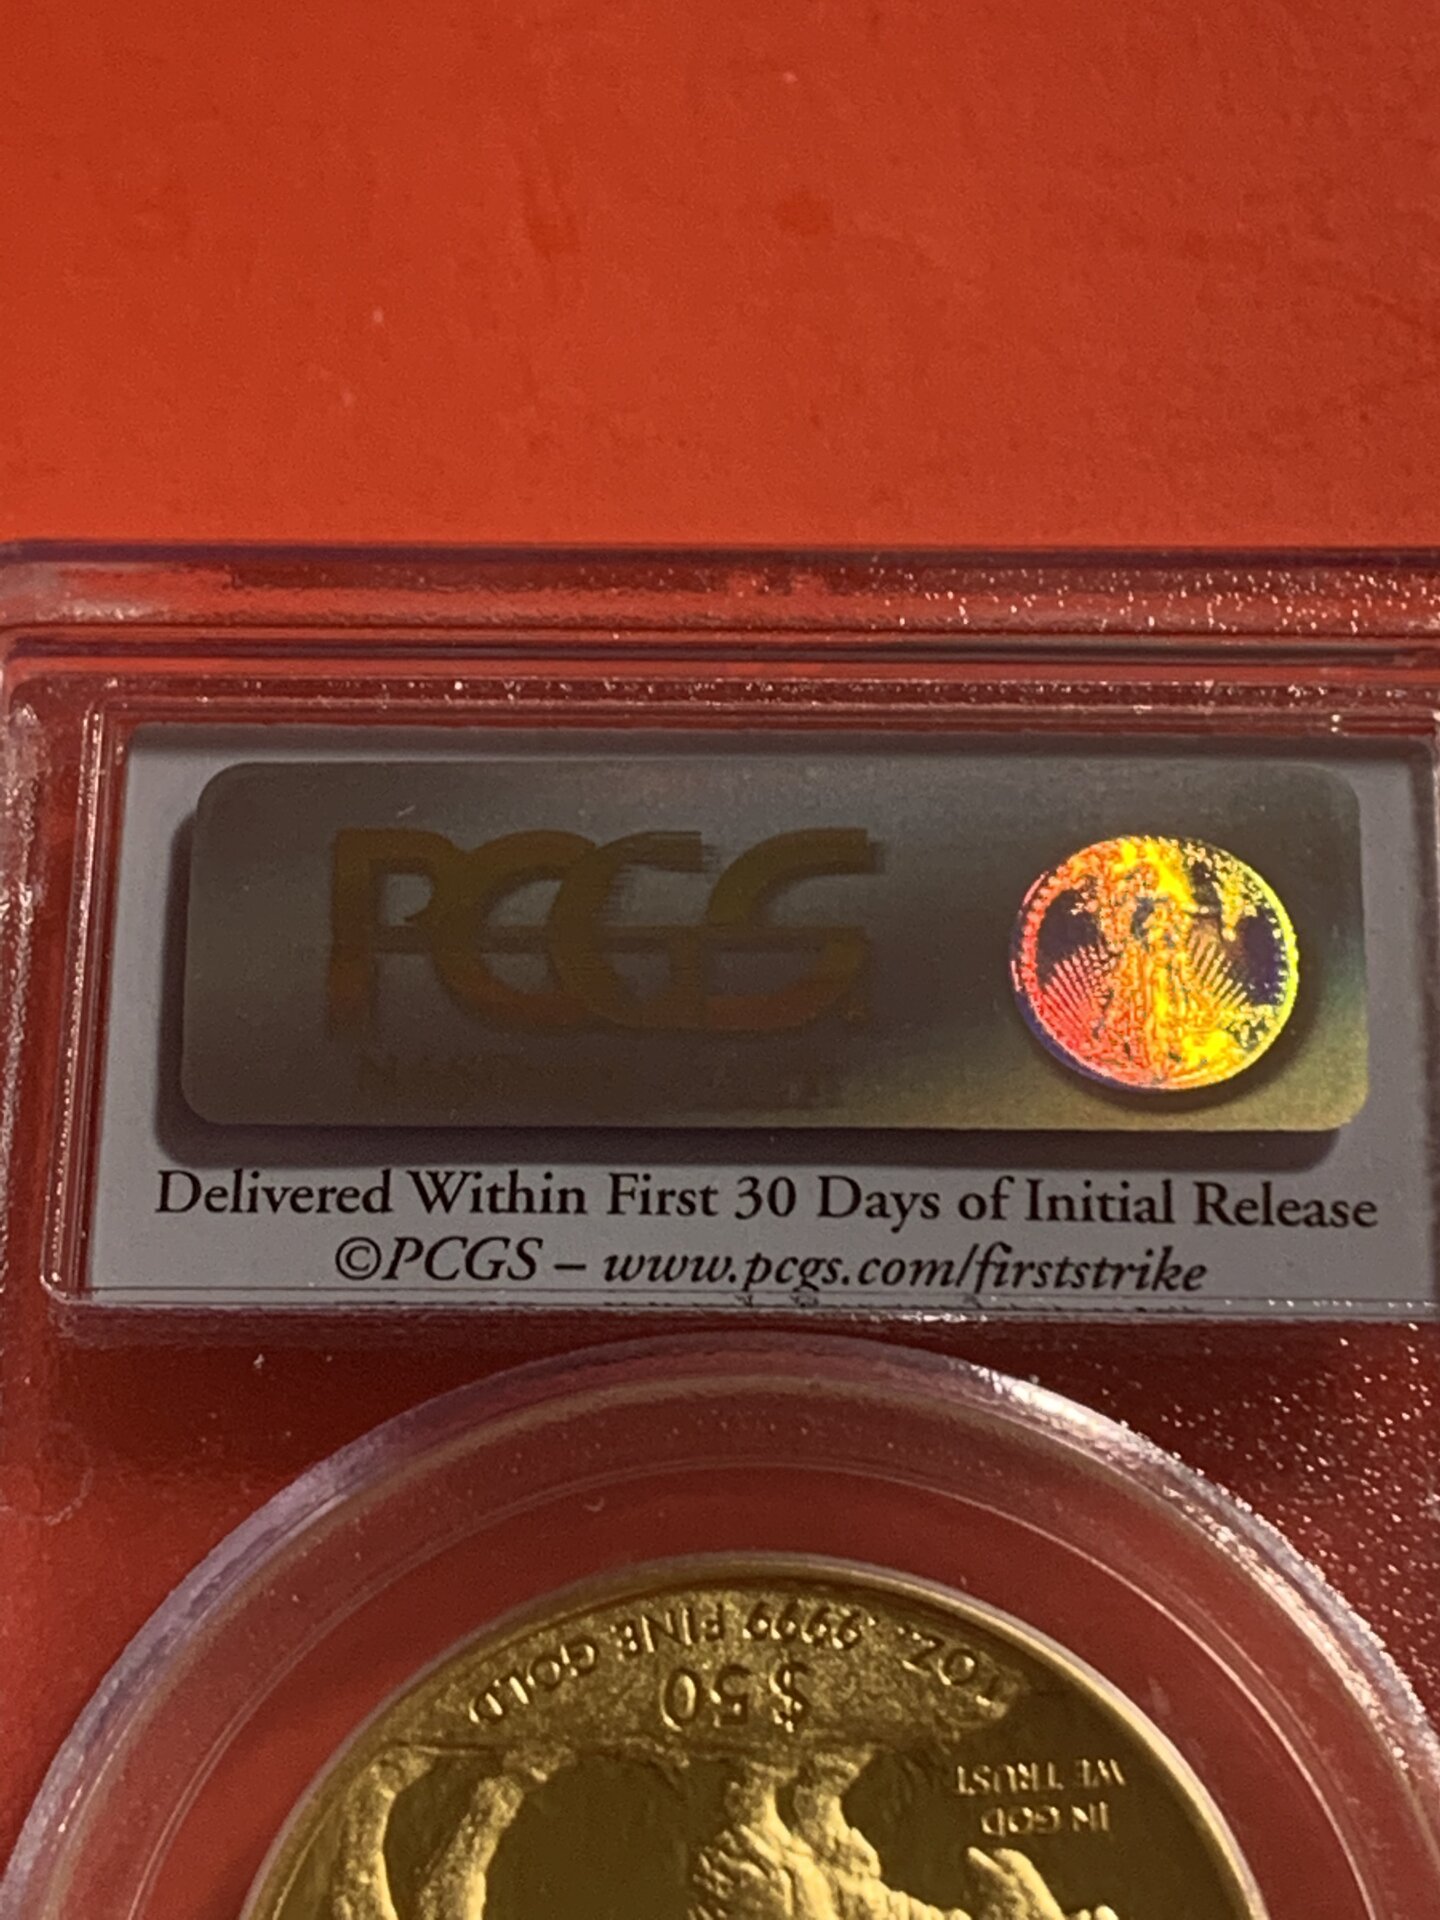 PCGS
Delivered Within First 30 Days of Initial Release
©PCGS – www.pcgs.com/firststrike
1 OZ. .9999 FINE GOLD
$50
IN GOD
WE TRUST